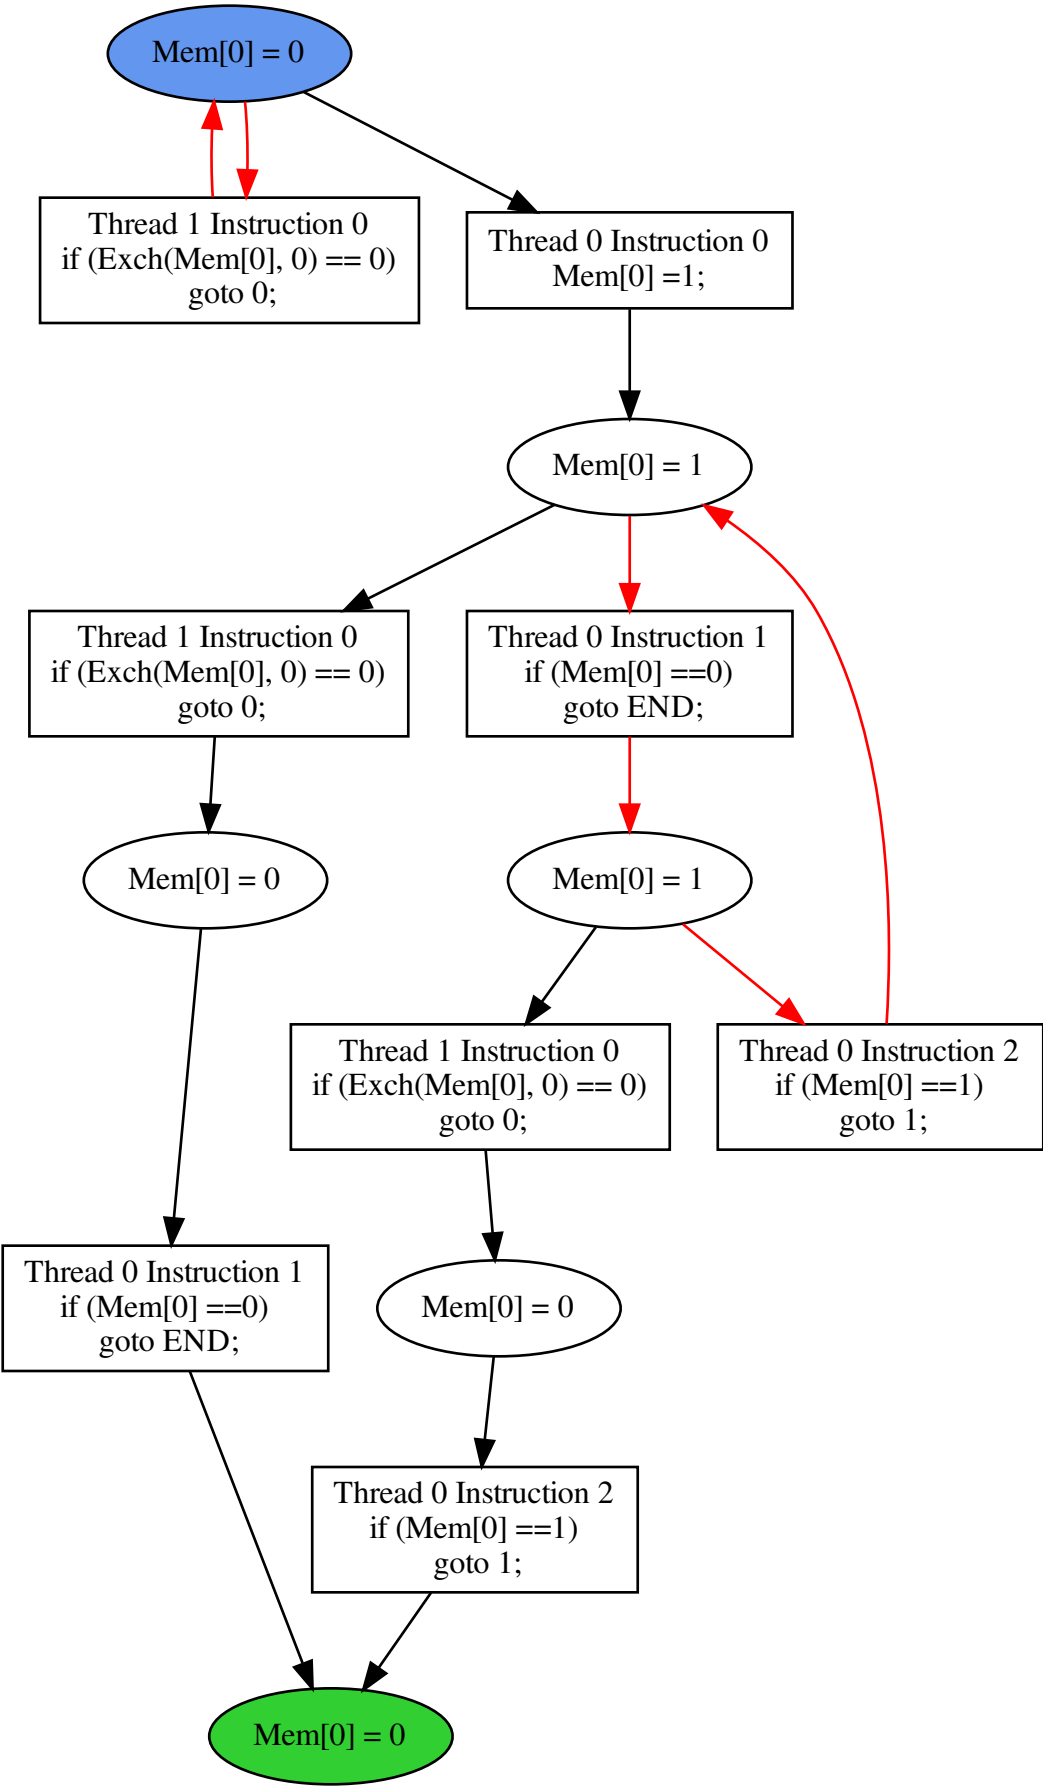 Mem[0] = 0
Thread 1 Instruction 0
if (Exch(Mem[0], 0) == 0)
goto 0;
Thread 0 Instruction 0
Mem[0] =1;
Mem[0] = 1
Thread 1 Instruction 0
if (Exch(Mem[0], 0) == 0)
goto 0;
Thread 0 Instruction 1
if (Mem[0] ==0)
goto END;
Mem[0] = 0
Mem[0] = 1
Thread 1 Instruction 0
if (Exch(Mem[0], 0) == 0)
goto 0;
Thread 0 Instruction 2
if (Mem[0] ==1)
goto 1;
Thread 0 Instruction 1
if (Mem[0] ==0)
goto END;
Mem[0] = 0
Thread 0 Instruction 2
if (Mem[0] ==1)
goto 1;
Mem[0] = 0